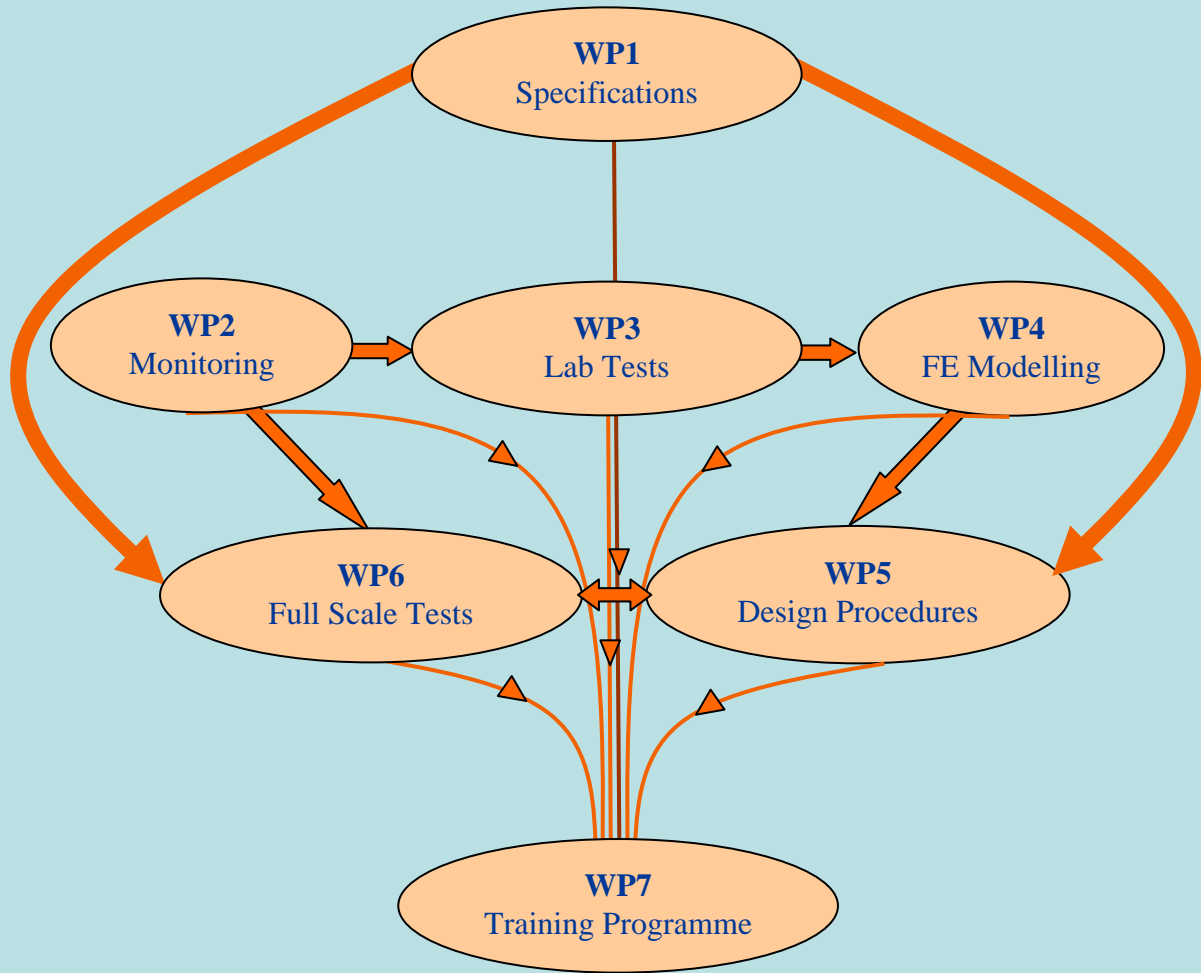 WP1
Specifications
WP2
Monitoring
WP3
Lab Tests
WP4
FE Modelling
WP6
Full Scale Tests
WP5
Design Procedures
WP7
Training Programme